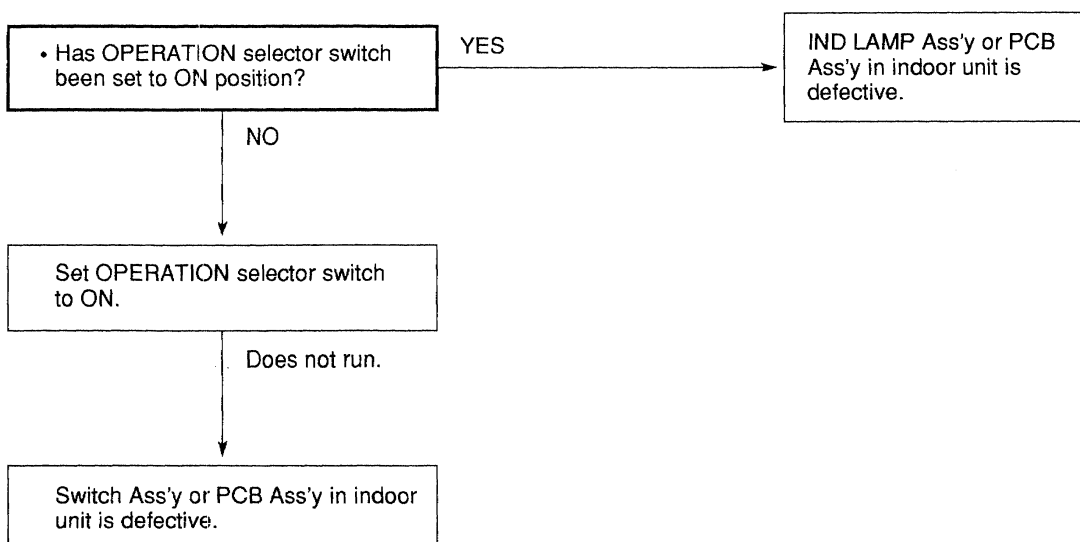 • Has OPERATION selector switch
been set to ON position?
YES
IND LAMP Ass'y or PCB
Ass'y in indoor unit is
defective.
NO
Set OPERATION selector switch
to ON.
Does not run.
Switch Ass'y or PCB Ass'y in indoor
unit is defective.